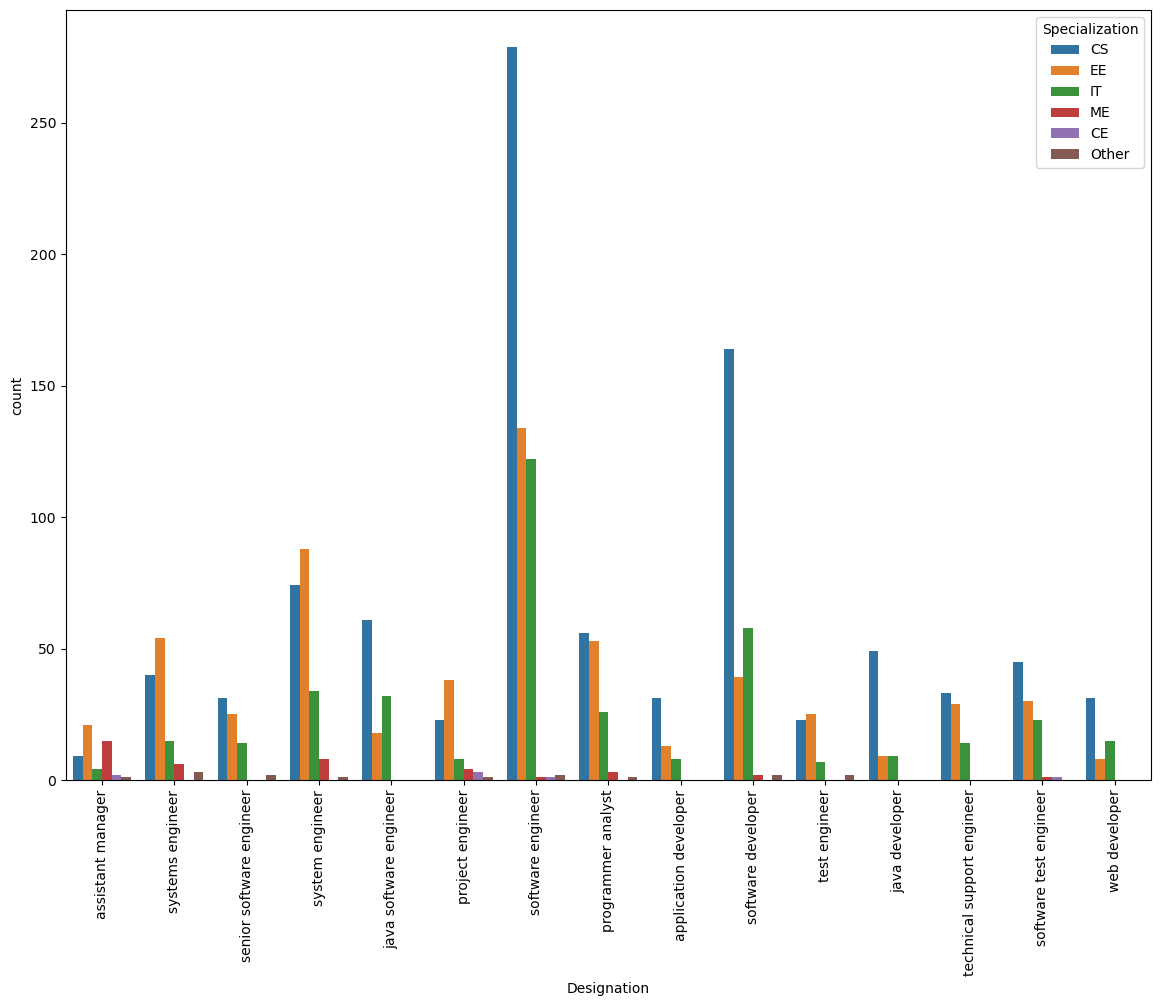 Specialization
CS
EE
IT
ME
CE
Other
count
250
200
150
100
50
0
assistant manager
systems engineer
senior software engineer
system engineer
java software engineer
project engineer
software engineer
programmer analyst
application developer
software developer
test engineer
java developer
technical support engineer
software test engineer
web developer
Designation